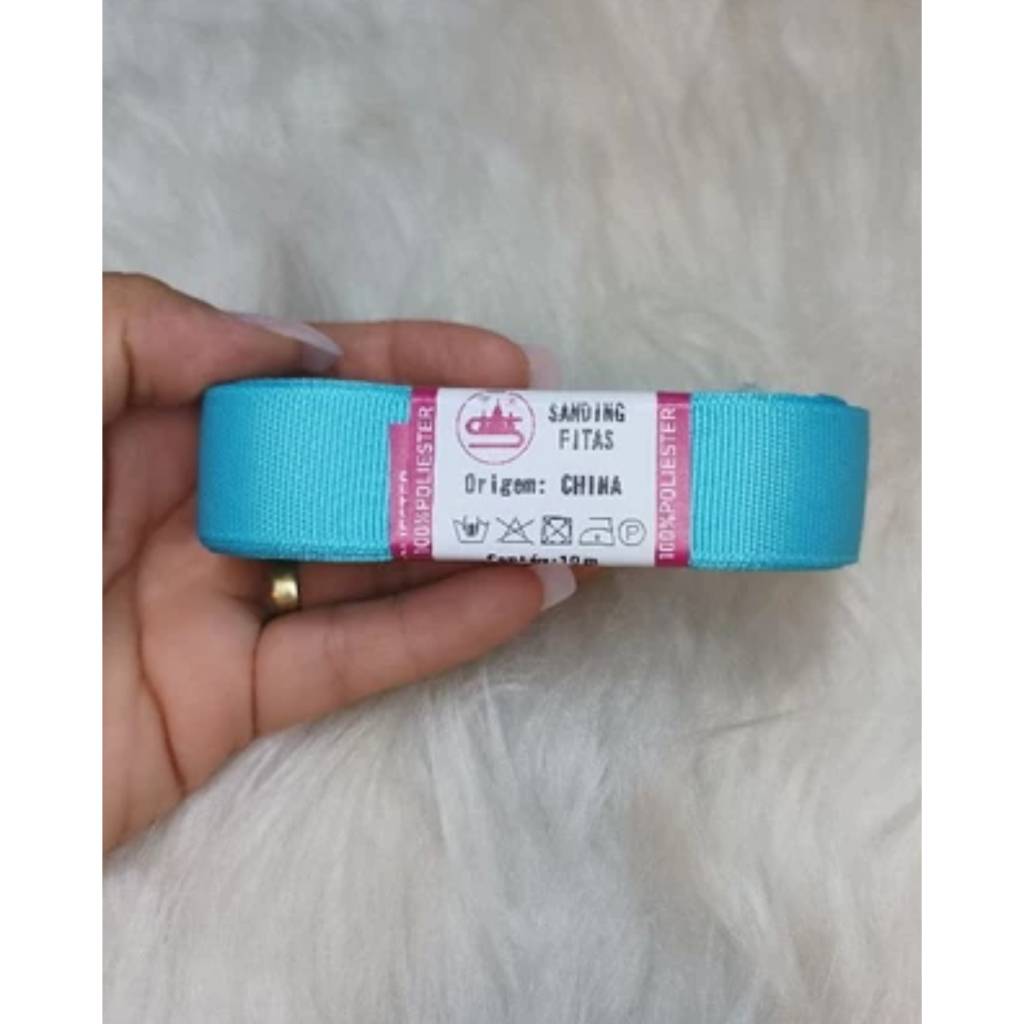 SANDING
FITAS
Origem: CHINA
P
100%POLIESTER
100%POLIESTER